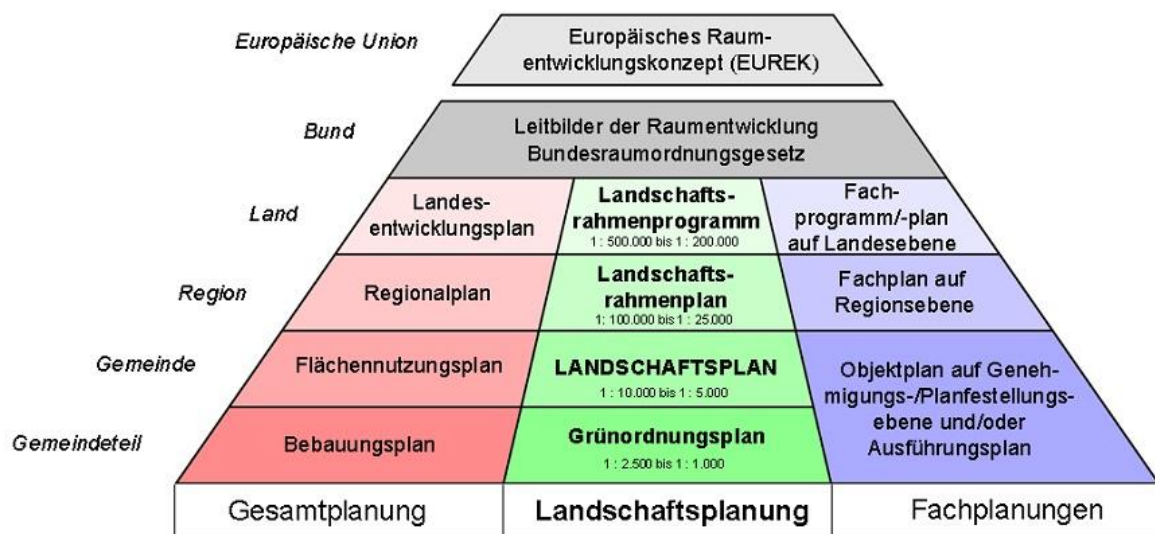 Europäische Union
Europäisches Raum-
entwicklungskonzept (EUREK)
Bund
Leitbilder der Raumentwicklung
Bundesraumordnungsgesetz
Land
Landes-
entwicklungsplan
Landschafts-
rahmenprogramm
1 : 500.000 bis 1 : 200.000
Fach-
programm/-plan
auf Landesebene
Region
Regionalplan
Landschafts-
rahmenplan
1: 100.000 bis 1 : 25.000
Fachplan auf
Regionsebene
Gemeinde
Flächennutzungsplan
LANDSCHAFTSPLAN
1 : 10.000 bis 1 : 5.000
Objektplan auf Geneh-
migungs-/Planfestellungs-
ebene und/oder
Ausführungsplan
Gemeindeteil
Bebauungsplan
Grünordnungsplan
1 : 2.500 bis 1 : 1.000
Gesamtplanung
Landschaftsplanung
Fachplanungen